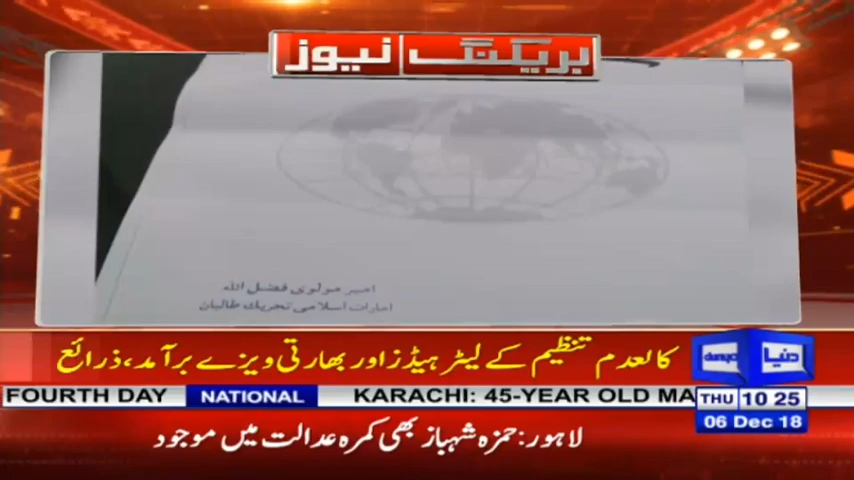 بریکنگ نیوز
امیر مولوی فضل الله
امارات اسلامی تحریک طالبان
کالعدم تنظیم کے لیٹر ہیڈز اور بھارتی ویزے برآمد، ذرائع
دنیا
dunya
FOURTH DAY NATIONAL KARACHI: 45-YEAR OLD MA
THU 10 25
06 Dec 18
لاہور: حمزہ شہباز بھی کمرہ عدالت میں موجود